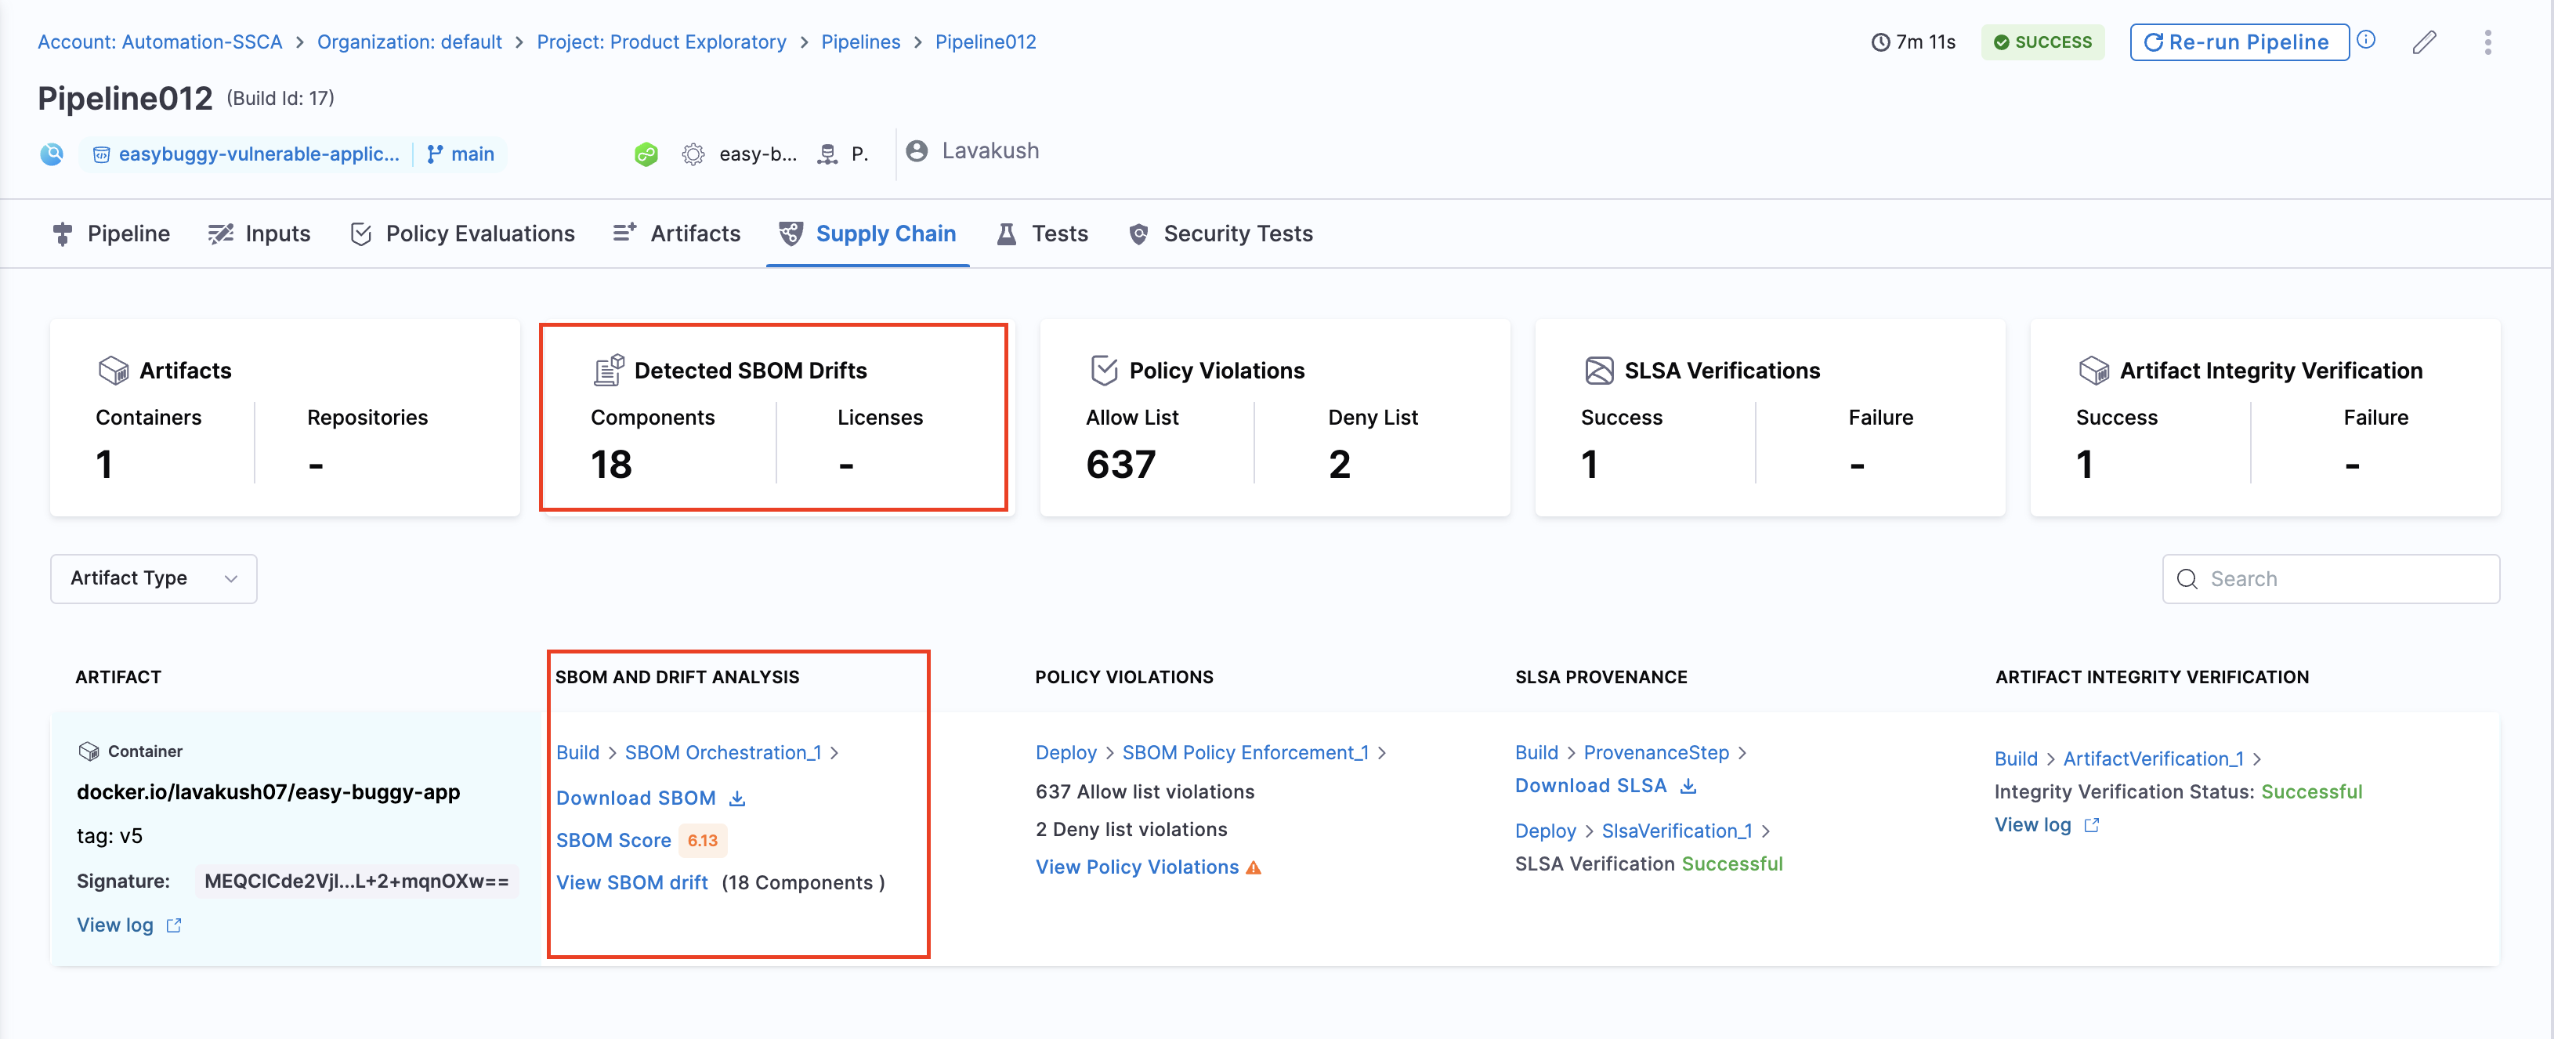 Account: Automation-SSCA > Organization: default > Project: Product Exploratory > Pipelines > Pipeline012
7m 11s
SUCCESS
Re-run Pipeline
Pipeline012 (Build Id: 17)
easybuggy-vulnerable-applic... main
easy-b... P.
Lavakush
Pipeline Inputs Policy Evaluations Artifacts Supply Chain Tests Security Tests
Artifacts
Containers Repositories
1 -
Detected SBOM Drifts
Components Licenses
18 -
Policy Violations
Allow List Deny List
637 2
SLSA Verifications
Success Failure
1 -
Artifact Integrity Verification
Success Failure
1 -
Artifact Type
Search
ARTIFACT SBOM AND DRIFT ANALYSIS POLICY VIOLATIONS SLSA PROVENANCE ARTIFACT INTEGRITY VERIFICATION
Container
docker.io/lavakush07/easy-buggy-app
tag: v5
Signature: MEQCICde2VjI...L+2+mqnOXw==
View log
Build > SBOM Orchestration_1 >
Download SBOM
SBOM Score 6.13
View SBOM drift (18 Components )
Deploy > SBOM Policy Enforcement_1 >
637 Allow list violations
2 Deny list violations
View Policy Violations
Build > ProvenanceStep >
Download SLSA
Deploy > SlsaVerification_1 >
SLSA Verification Successful
Build > ArtifactVerification_1 >
Integrity Verification Status: Successful
View log